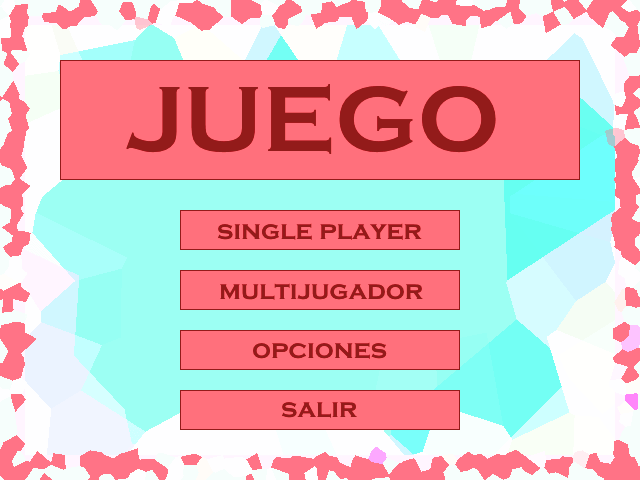 JUEGO
SINGLE PLAYER
MULTIJUGADOR
OPCIONES
SALIR